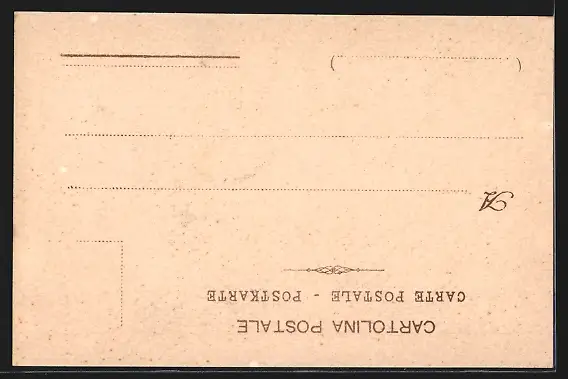 CARTOLINA POSTALE
CARTE POSTALE - POSTKARTE
A
( )